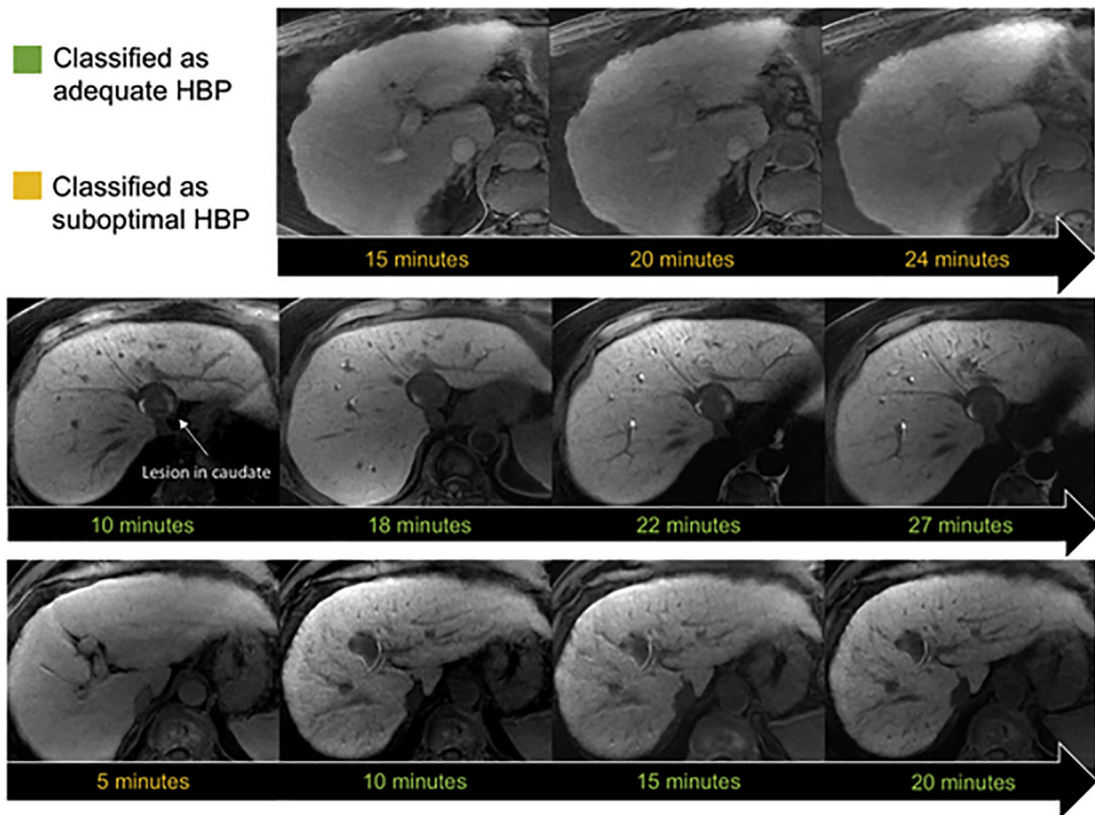 Classified as
adequate HBP
Classified as
suboptimal HBP
15 minutes
20 minutes
24 minutes
Lesion in caudate
10 minutes
18 minutes
22 minutes
27 minutes
5 minutes
10 minutes
15 minutes
20 minutes